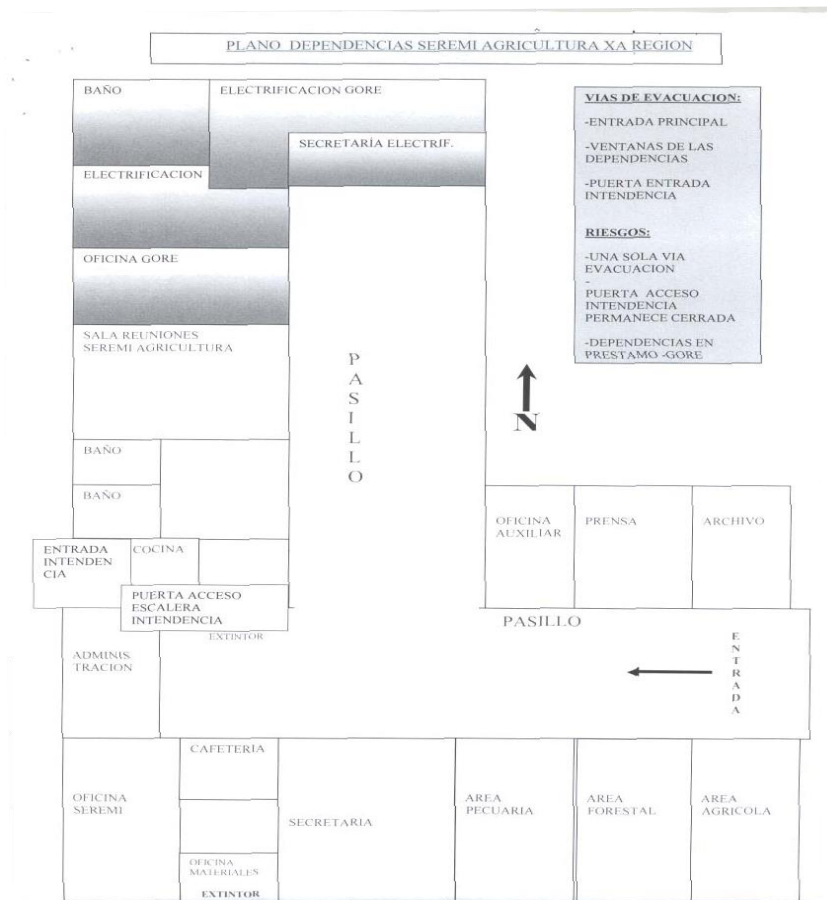 PLANO DEPENDENCIAS SEREMI AGRICULTURA XA REGION
BAÑO
ELECTRIFICACION GORE
SECRETARÍA ELECTRIF.
ELECTRIFICACION
OFICINA GORE
SALA REUNIONES
SEREMI AGRICULTURA
VIAS DE EVACUACION:
-ENTRADA PRINCIPAL
-VENTANAS DE LAS
DEPENDENCIAS
-PUERTA ENTRADA
INTENDENCIA
RIESGOS:
-UNA SOLA VIA
EVACUACION
-
PUERTA ACCESO
INTENDENCIA
PERMANECE CERRADA
-DEPENDENCIAS EN
PRESTAMO -GORE
PASILLO
N
BAÑO
BAÑO
OFICINA
AUXILIAR
PRENSA
ARCHIVO
ENTRADA
INTENDEN
CIA
COCINA
PUERTA ACCESO
ESCALERA
INTENDENCIA
EXTINTOR
PASILLO
ENTRADA
ADMINIS.
TRACION
CAFETERÍA
OFICINA
SEREMI
SECRETARIA
AREA
PECUARIA
AREA
FORESTAL
AREA
AGRICOLA
OFICINA
MATERIALES
EXTINTOR